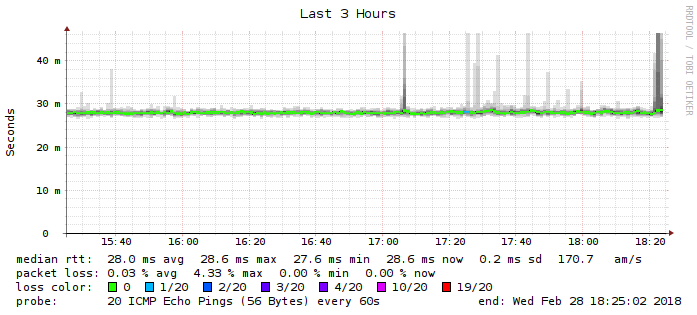 Last 3 Hours
RRDTOOL / TOBI OETIKER
Seconds
40 m
30 m
20 m
10 m
0
15:40 16:00 16:20 16:40 17:00 17:20 17:40 18:00 18:20
median rtt: 28.0 ms avg 28.6 ms max 27.6 ms min 28.6 ms now 0.2 ms sd 170.7 am/s
packet loss: 0.03 % avg 4.33 % max 0.00 % min 0.00 % now
loss color: 0 1/20 2/20 3/20 4/20 10/20 19/20
probe: 20 ICMP Echo Pings (56 Bytes) every 60s end: Wed Feb 28 18:25:02 2018